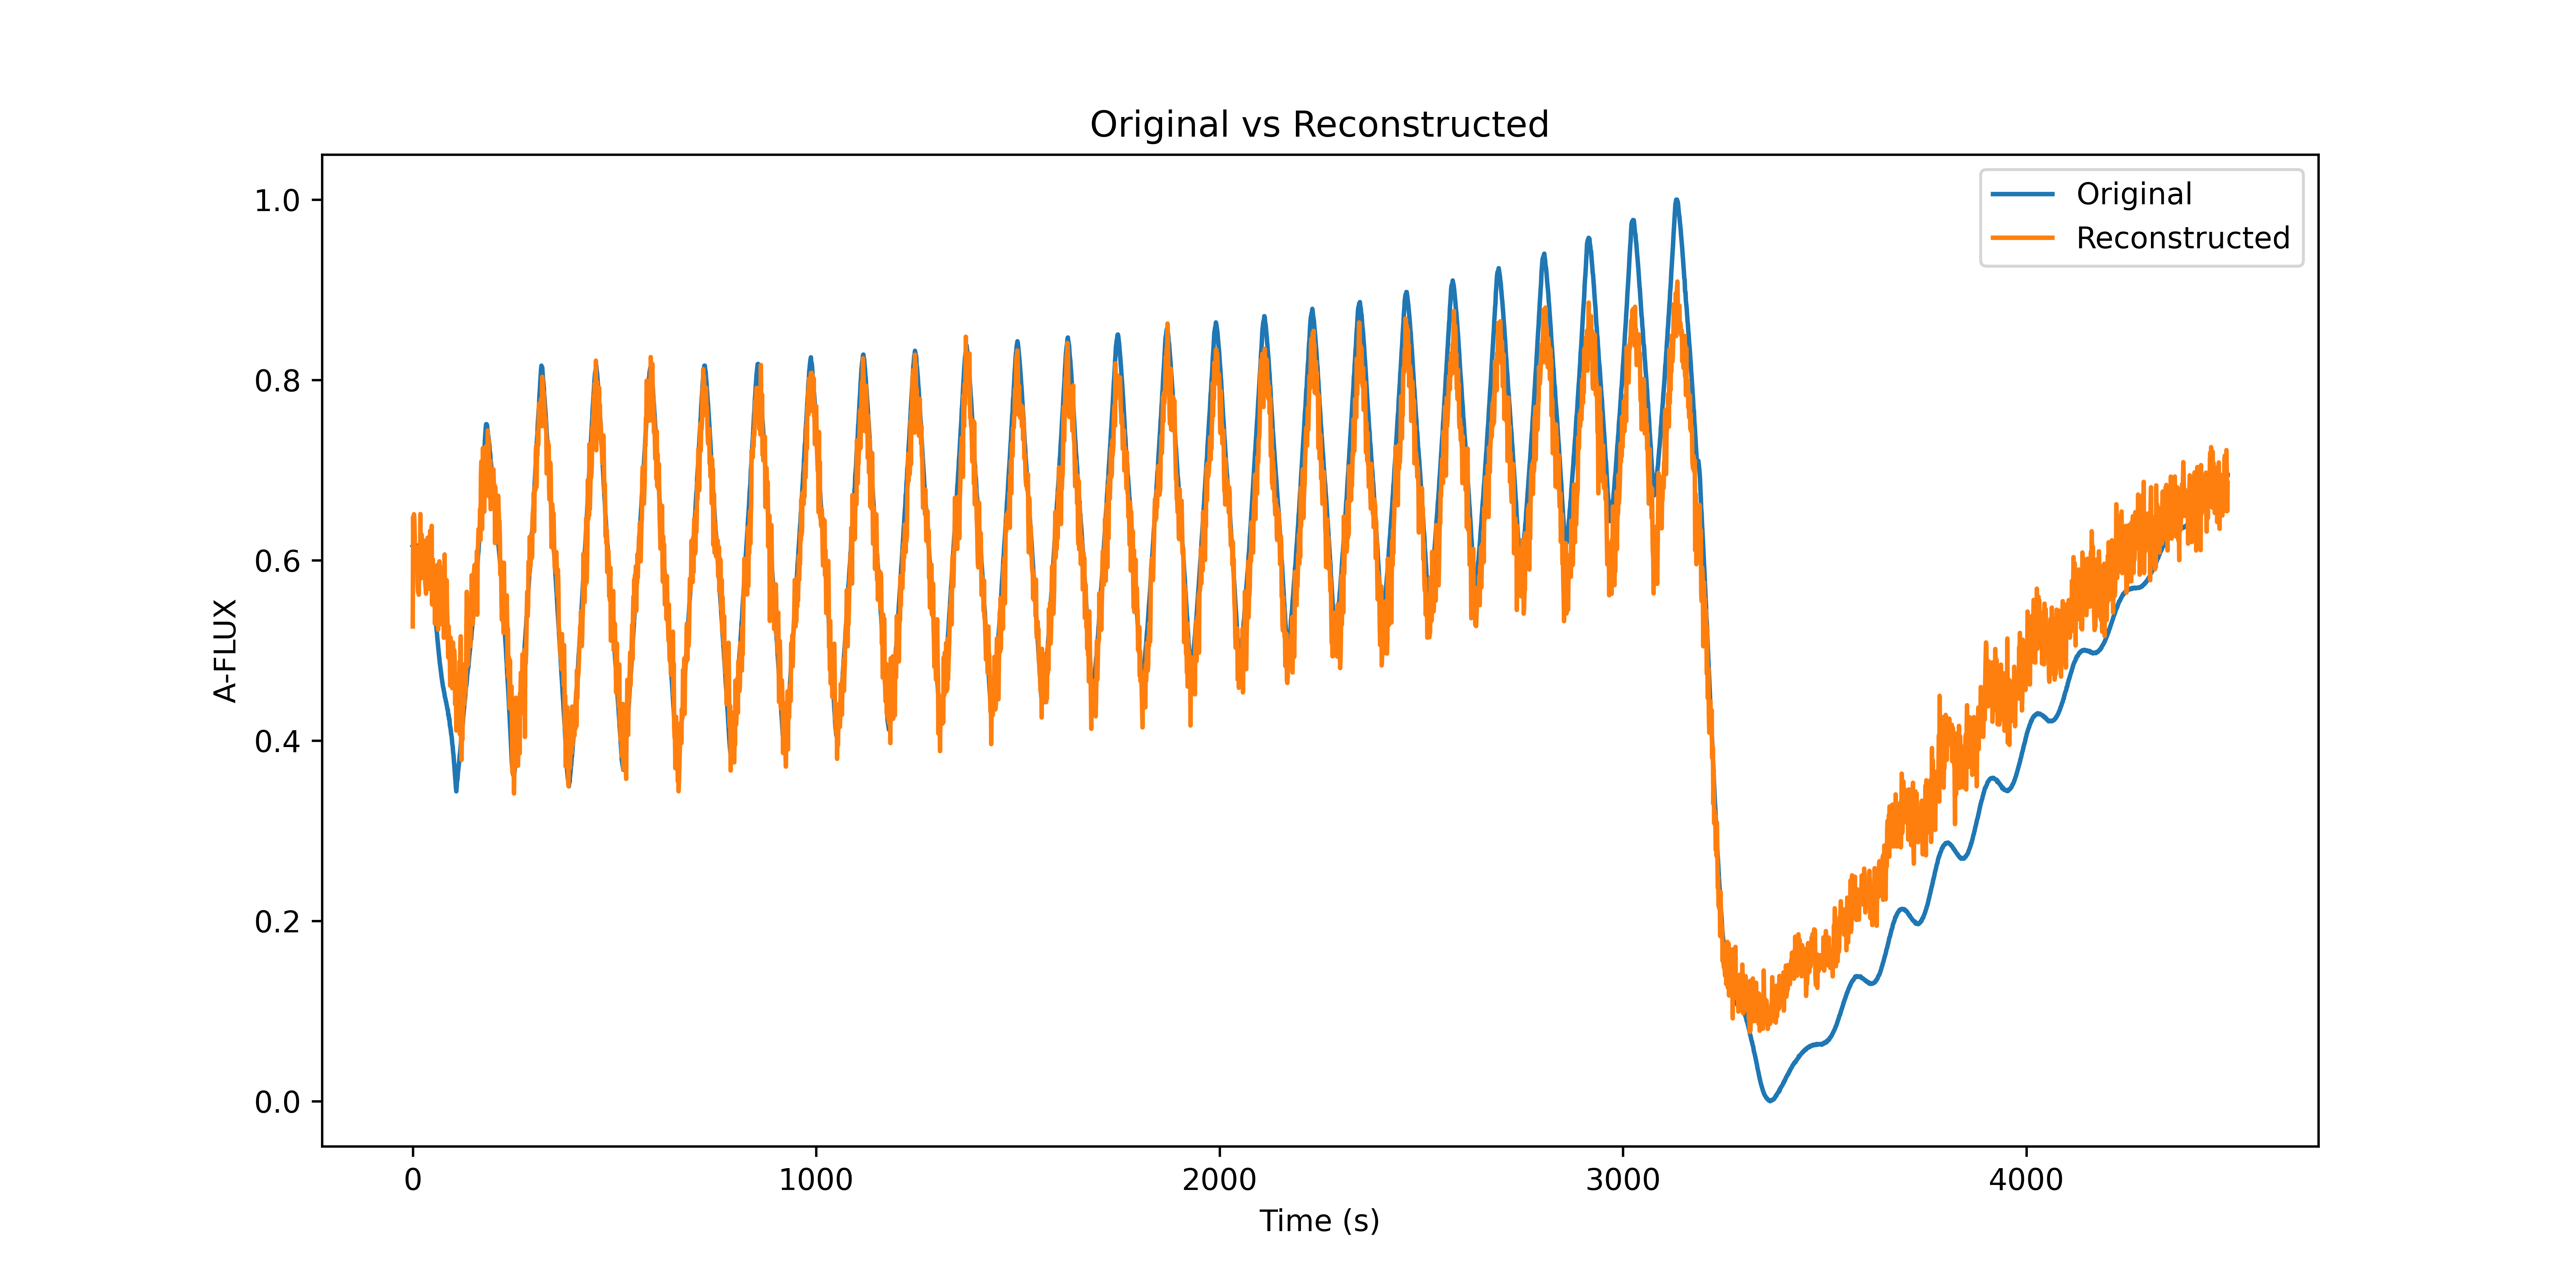 Original vs Reconstructed
Original
Reconstructed
1.0
0.8
0.6
0.4
0.2
0.0
A-FLUX
0 1000 2000 3000 4000
Time (s)